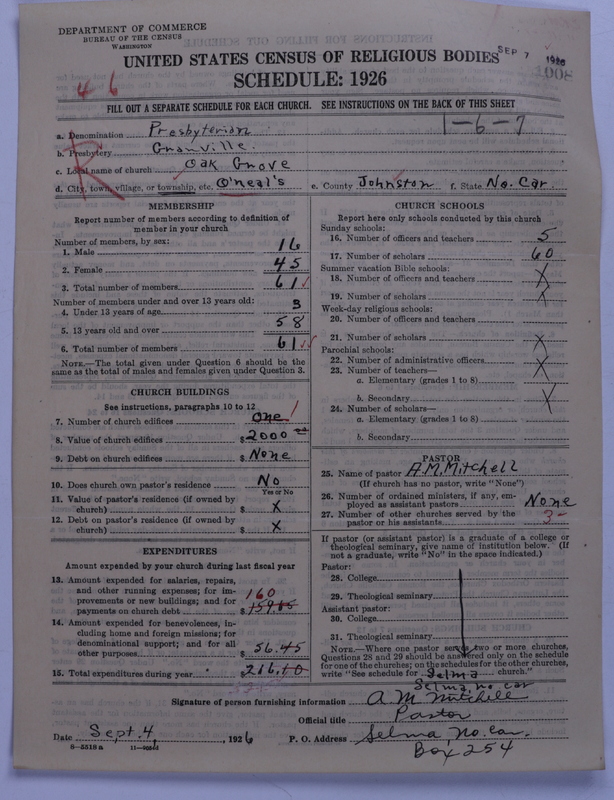 DEPARTMENT OF COMMERCE
BUREAU OF THE CENSUS
WASHINGTON
UNITED STATES CENSUS OF RELIGIOUS BODIES
SEP 7 1926
1908
SCHEDULE: 1926
46
FILL OUT A SEPARATE SCHEDULE FOR EACH CHURCH. SEE INSTRUCTIONS ON THE BACK OF THIS SHEET
1-6-7
a. Denomination Presbyterian
b. Presbytery Granville.
R
c. Local name of church Oak Grove
d. City, town, village, or township, etc. O'neal's e. County Johnston f. State No. Car.
MEMBERSHIP
Report number of members according to definition of
member in your church
Number of members, by sex:
1. Male 16
2. Female 45
3. Total number of members 61
Number of members under and over 13 years old:
4. Under 13 years of age 3
5. 13 years old and over 58
6. Total number of members 61
NOTE.—The total given under Question 6 should be the
same as the total of males and females given under Question 3.
CHURCH BUILDINGS
See instructions, paragraphs 10 to 12
7. Number of church edifices one 1
8. Value of church edifices $2000 00
9. Debt on church edifices $ None
10. Does church own pastor's residence? No
Yes or No
11. Value of pastor's residence (if owned by
church) $ X
12. Debt on pastor's residence (if owned by
church) $ X
EXPENDITURES
Amount expended by your church during last fiscal year
13. Amount expended for salaries, repairs,
and other running expenses; for im-
provements or new buildings; and for
payments on church debt $ 160
14. Amount expended for benevolences, in-
cluding home and foreign missions; for
denominational support; and for all
other purposes $ 56.45
15. Total expenditures during year $ 216.10
CHURCH SCHOOLS
Report here only schools conducted by this church
Sunday schools:
16. Number of officers and teachers 5
17. Number of scholars 60
Summer vacation Bible schools:
18. Number of officers and teachers X
19. Number of scholars X
Week-day religious schools:
20. Number of officers and teachers
21. Number of scholars X
Parochial schools:
22. Number of administrative officers X
23. Number of teachers—
a. Elementary (grades 1 to 8)
b. Secondary X
24. Number of scholars—
a. Elementary (grades 1 to 8)
b. Secondary
PASTOR
25. Name of pastor A.M. Mitchell
(If church has no pastor, write "None")
26. Number of ordained ministers, if any, em-
ployed as assistant pastors None
27. Number of other churches served by the
pastor or his assistants 3
If pastor (or assistant pastor) is a graduate of a college or
theological seminary, give name of institution below. (If
not a graduate, write "No" in the space indicated.)
Pastor:
28. College
29. Theological seminary
Assistant pastor:
30. College
31. Theological seminary
NOTE.—Where one pastor serves two or more churches,
Questions 28 and 29 should be answered only on the schedule
for one of the churches; on the schedules for the other churches,
write "See schedule for Selma church."
Selma, no car
Signature of person furnishing information A M Mitchell
Official title Pastor
Date Sept. 4, 1926 P. O. Address Selma, No. Car.
Box 254
8—5518 a